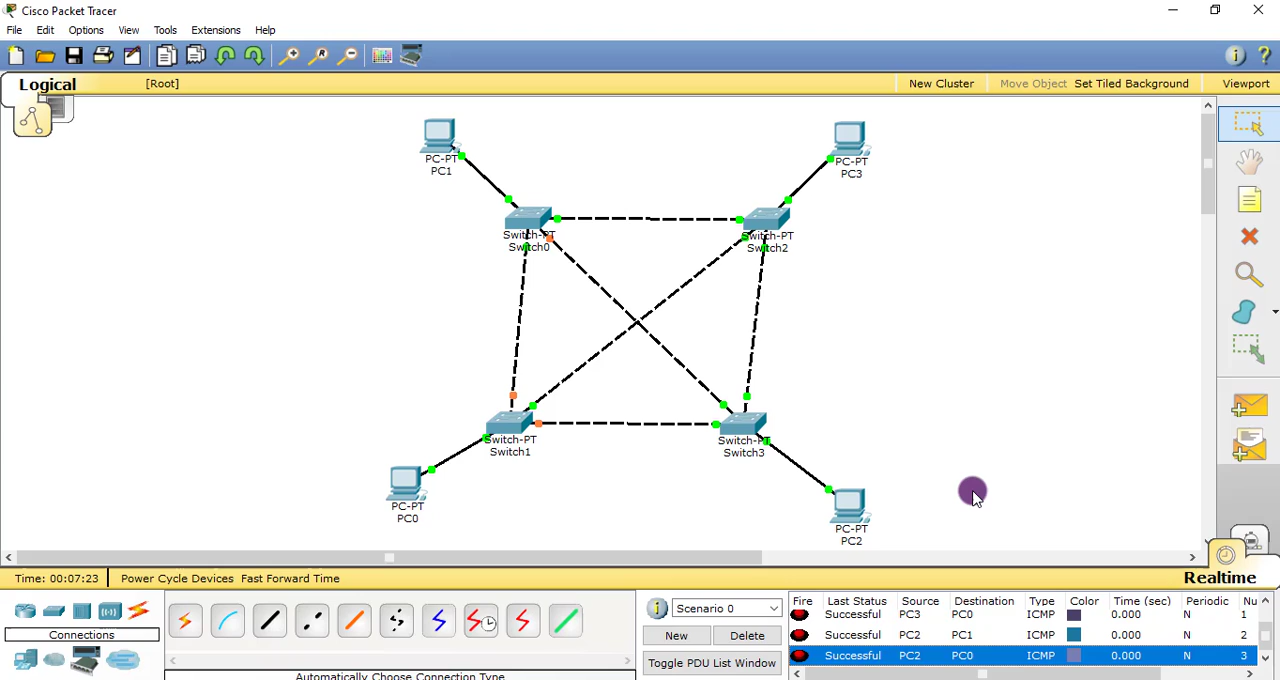 Cisco Packet Tracer
File Edit Options View Tools Extensions Help
Logical [Root] New Cluster Move Object Set Tiled Background Viewport
PC-PT
PC1
PC-PT
PC3
Switch-PT
Switch0
Switch-PT
Switch2
Switch-PT
Switch1
Switch-PT
Switch3
PC-PT
PC0
PC-PT
PC2
Time: 00:07:23 Power Cycle Devices Fast Forward Time Realtime
Connections
Automatically Choose Connection Type
Scenario 0
New Delete
Toggle PDU List Window
Fire Last Status Source Destination Type Color Time (sec) Periodic Nu
Successful PC3 PC0 ICMP 0.000 N 1
Successful PC2 PC1 ICMP 0.000 N 2
Successful PC2 PC0 ICMP 0.000 N 3